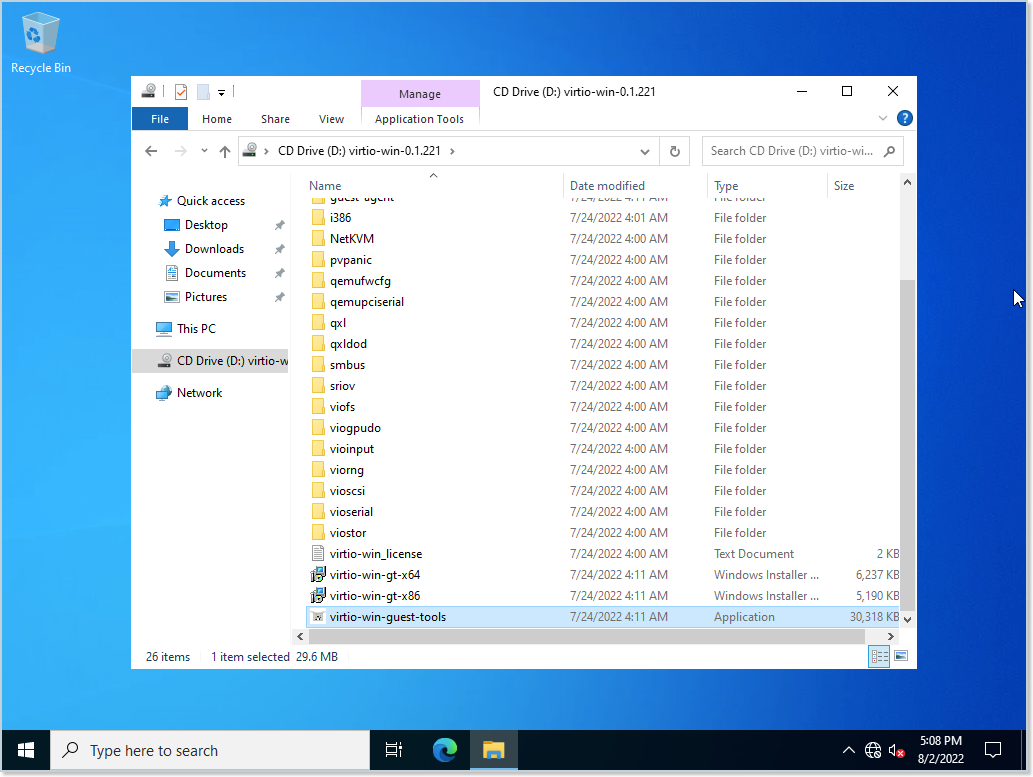 Recycle Bin
Manage
CD Drive (D:) virtio-win-0.1.221
File
Home
Share
View
Application Tools
CD Drive (D:) virtio-win-0.1.221
Search CD Drive (D:) virtio-wi...
Quick access
Desktop
Downloads
Documents
Pictures
This PC
CD Drive (D:) virtio-w
Network
Name Date modified Type Size
guest-agent 7/24/2022 4:11 AM File folder
i386 7/24/2022 4:01 AM File folder
NetKVM 7/24/2022 4:00 AM File folder
pvpanic 7/24/2022 4:00 AM File folder
qemufwcfg 7/24/2022 4:00 AM File folder
qemupciserial 7/24/2022 4:00 AM File folder
qxl 7/24/2022 4:00 AM File folder
qxldod 7/24/2022 4:00 AM File folder
smbus 7/24/2022 4:00 AM File folder
sriov 7/24/2022 4:00 AM File folder
viofs 7/24/2022 4:00 AM File folder
viogpudo 7/24/2022 4:00 AM File folder
vioinput 7/24/2022 4:00 AM File folder
viorng 7/24/2022 4:00 AM File folder
vioscsi 7/24/2022 4:00 AM File folder
vioserial 7/24/2022 4:00 AM File folder
viostor 7/24/2022 4:00 AM File folder
virtio-win_license 7/24/2022 4:00 AM Text Document 2 KB
virtio-win-gt-x64 7/24/2022 4:11 AM Windows Installer ... 6,237 KB
virtio-win-gt-x86 7/24/2022 4:11 AM Windows Installer ... 5,190 KB
virtio-win-guest-tools 7/24/2022 4:11 AM Application 30,318 KB
26 items 1 item selected 29.6 MB
Type here to search
5:08 PM
8/2/2022